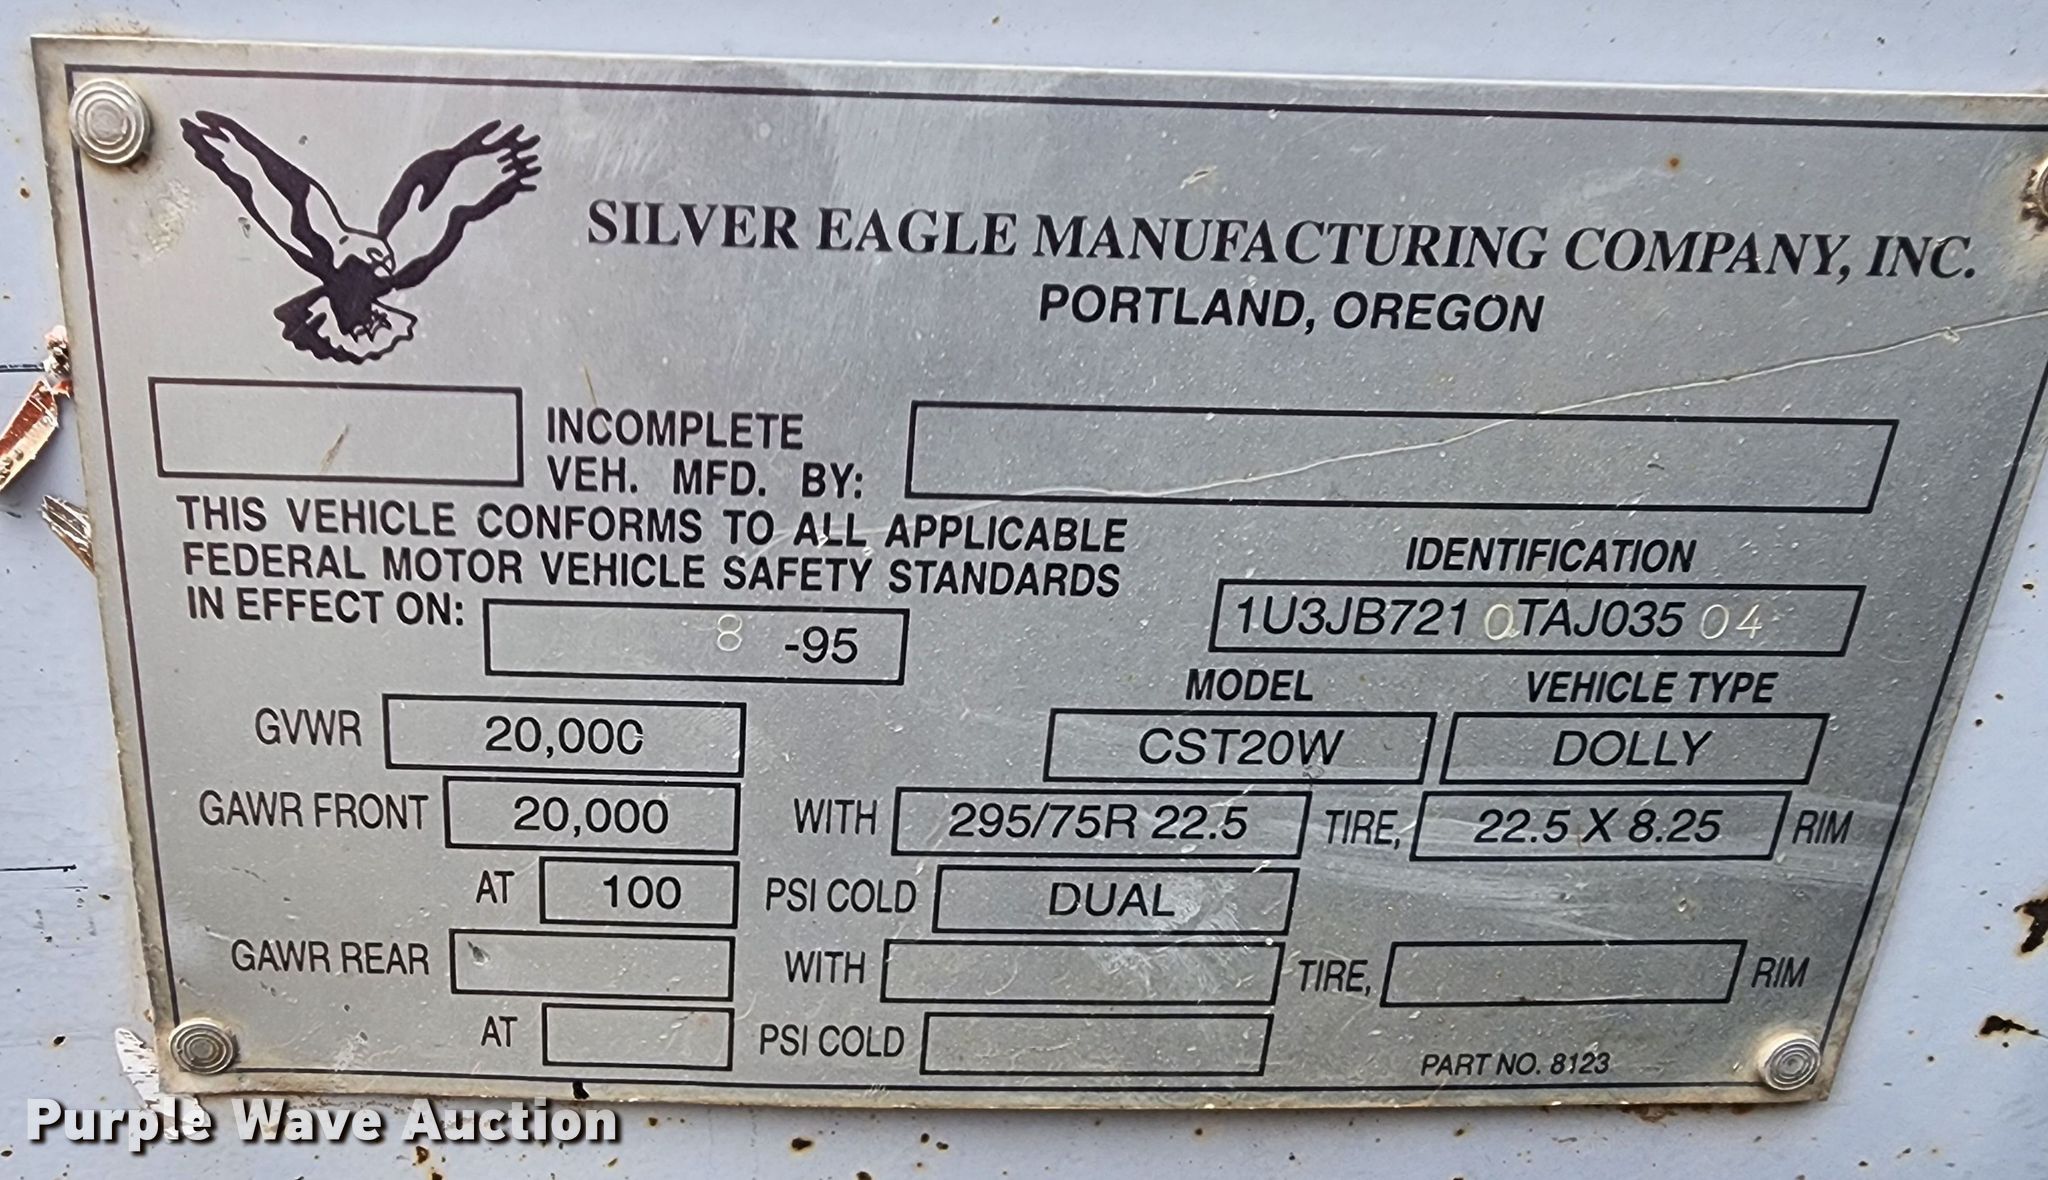 SILVER EAGLE MANUFACTURING COMPANY, INC.
PORTLAND, OREGON
INCOMPLETE
VEH. MFD. BY:
THIS VEHICLE CONFORMS TO ALL APPLICABLE
FEDERAL MOTOR VEHICLE SAFETY STANDARDS
IN EFFECT ON: 8 -95
IDENTIFICATION
1U3JB7210TAJ03504
MODEL VEHICLE TYPE
GVWR 20,000 CST20W DOLLY
GAWR FRONT 20,000 WITH 295/75R 22.5 TIRE, 22.5 X 8.25 RIM
AT 100 PSI COLD DUAL
GAWR REAR WITH TIRE, RIM
AT PSI COLD
PART NO. 8123
Purple Wave Auction